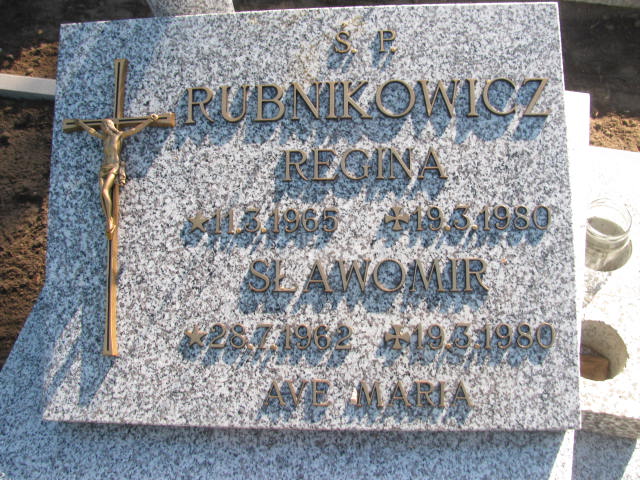 Ś. P.
RUBNIKOWICZ
REGINA
★11.3.1965 ✠19.3.1980
SŁAWOMIR
★28.7.1962 ✠19.3.1980
AVE MARIA